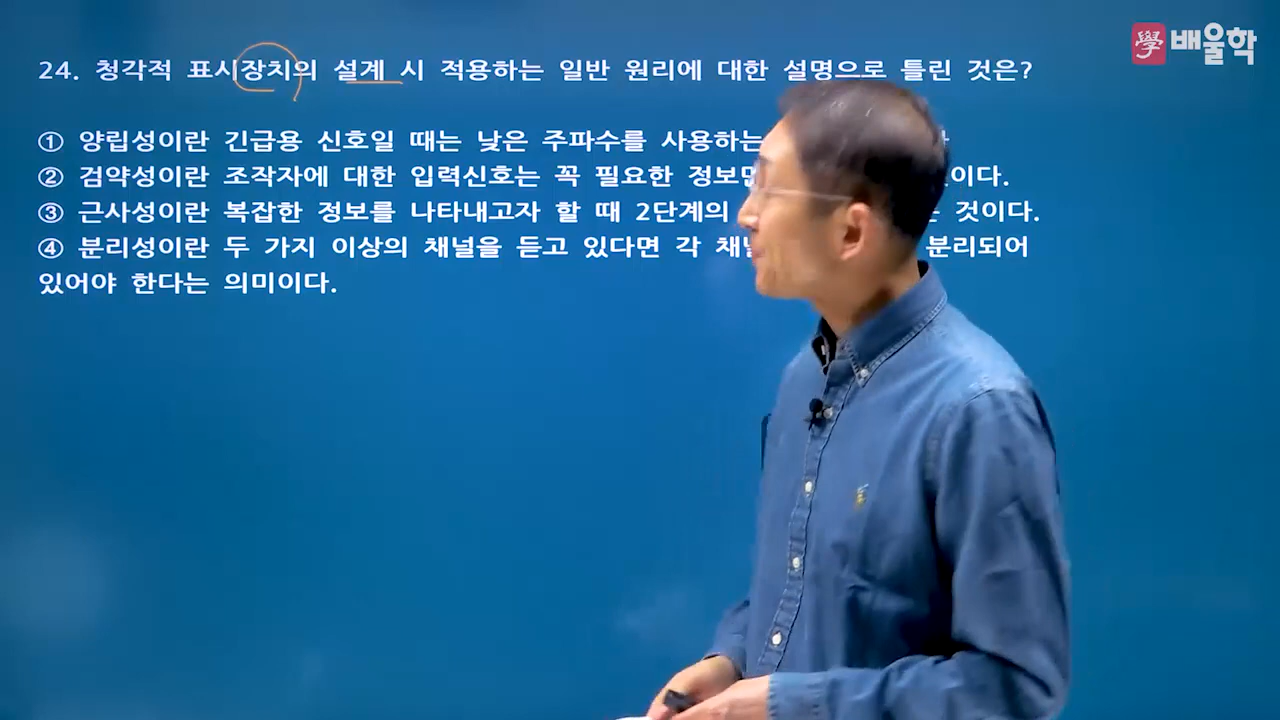 學 배울학
24. 청각적 표시장치의 설계 시 적용하는 일반 원리에 대한 설명으로 틀린 것은?
① 양립성이란 긴급용 신호일 때는 낮은 주파수를 사용하는
② 검약성이란 조작자에 대한 입력신호는 꼭 필요한 정보만 것이다.
③ 근사성이란 복잡한 정보를 나타내고자 할 때 2단계의 것이다.
④ 분리성이란 두 가지 이상의 채널을 듣고 있다면 각 분리되어
있어야 한다는 의미이다.